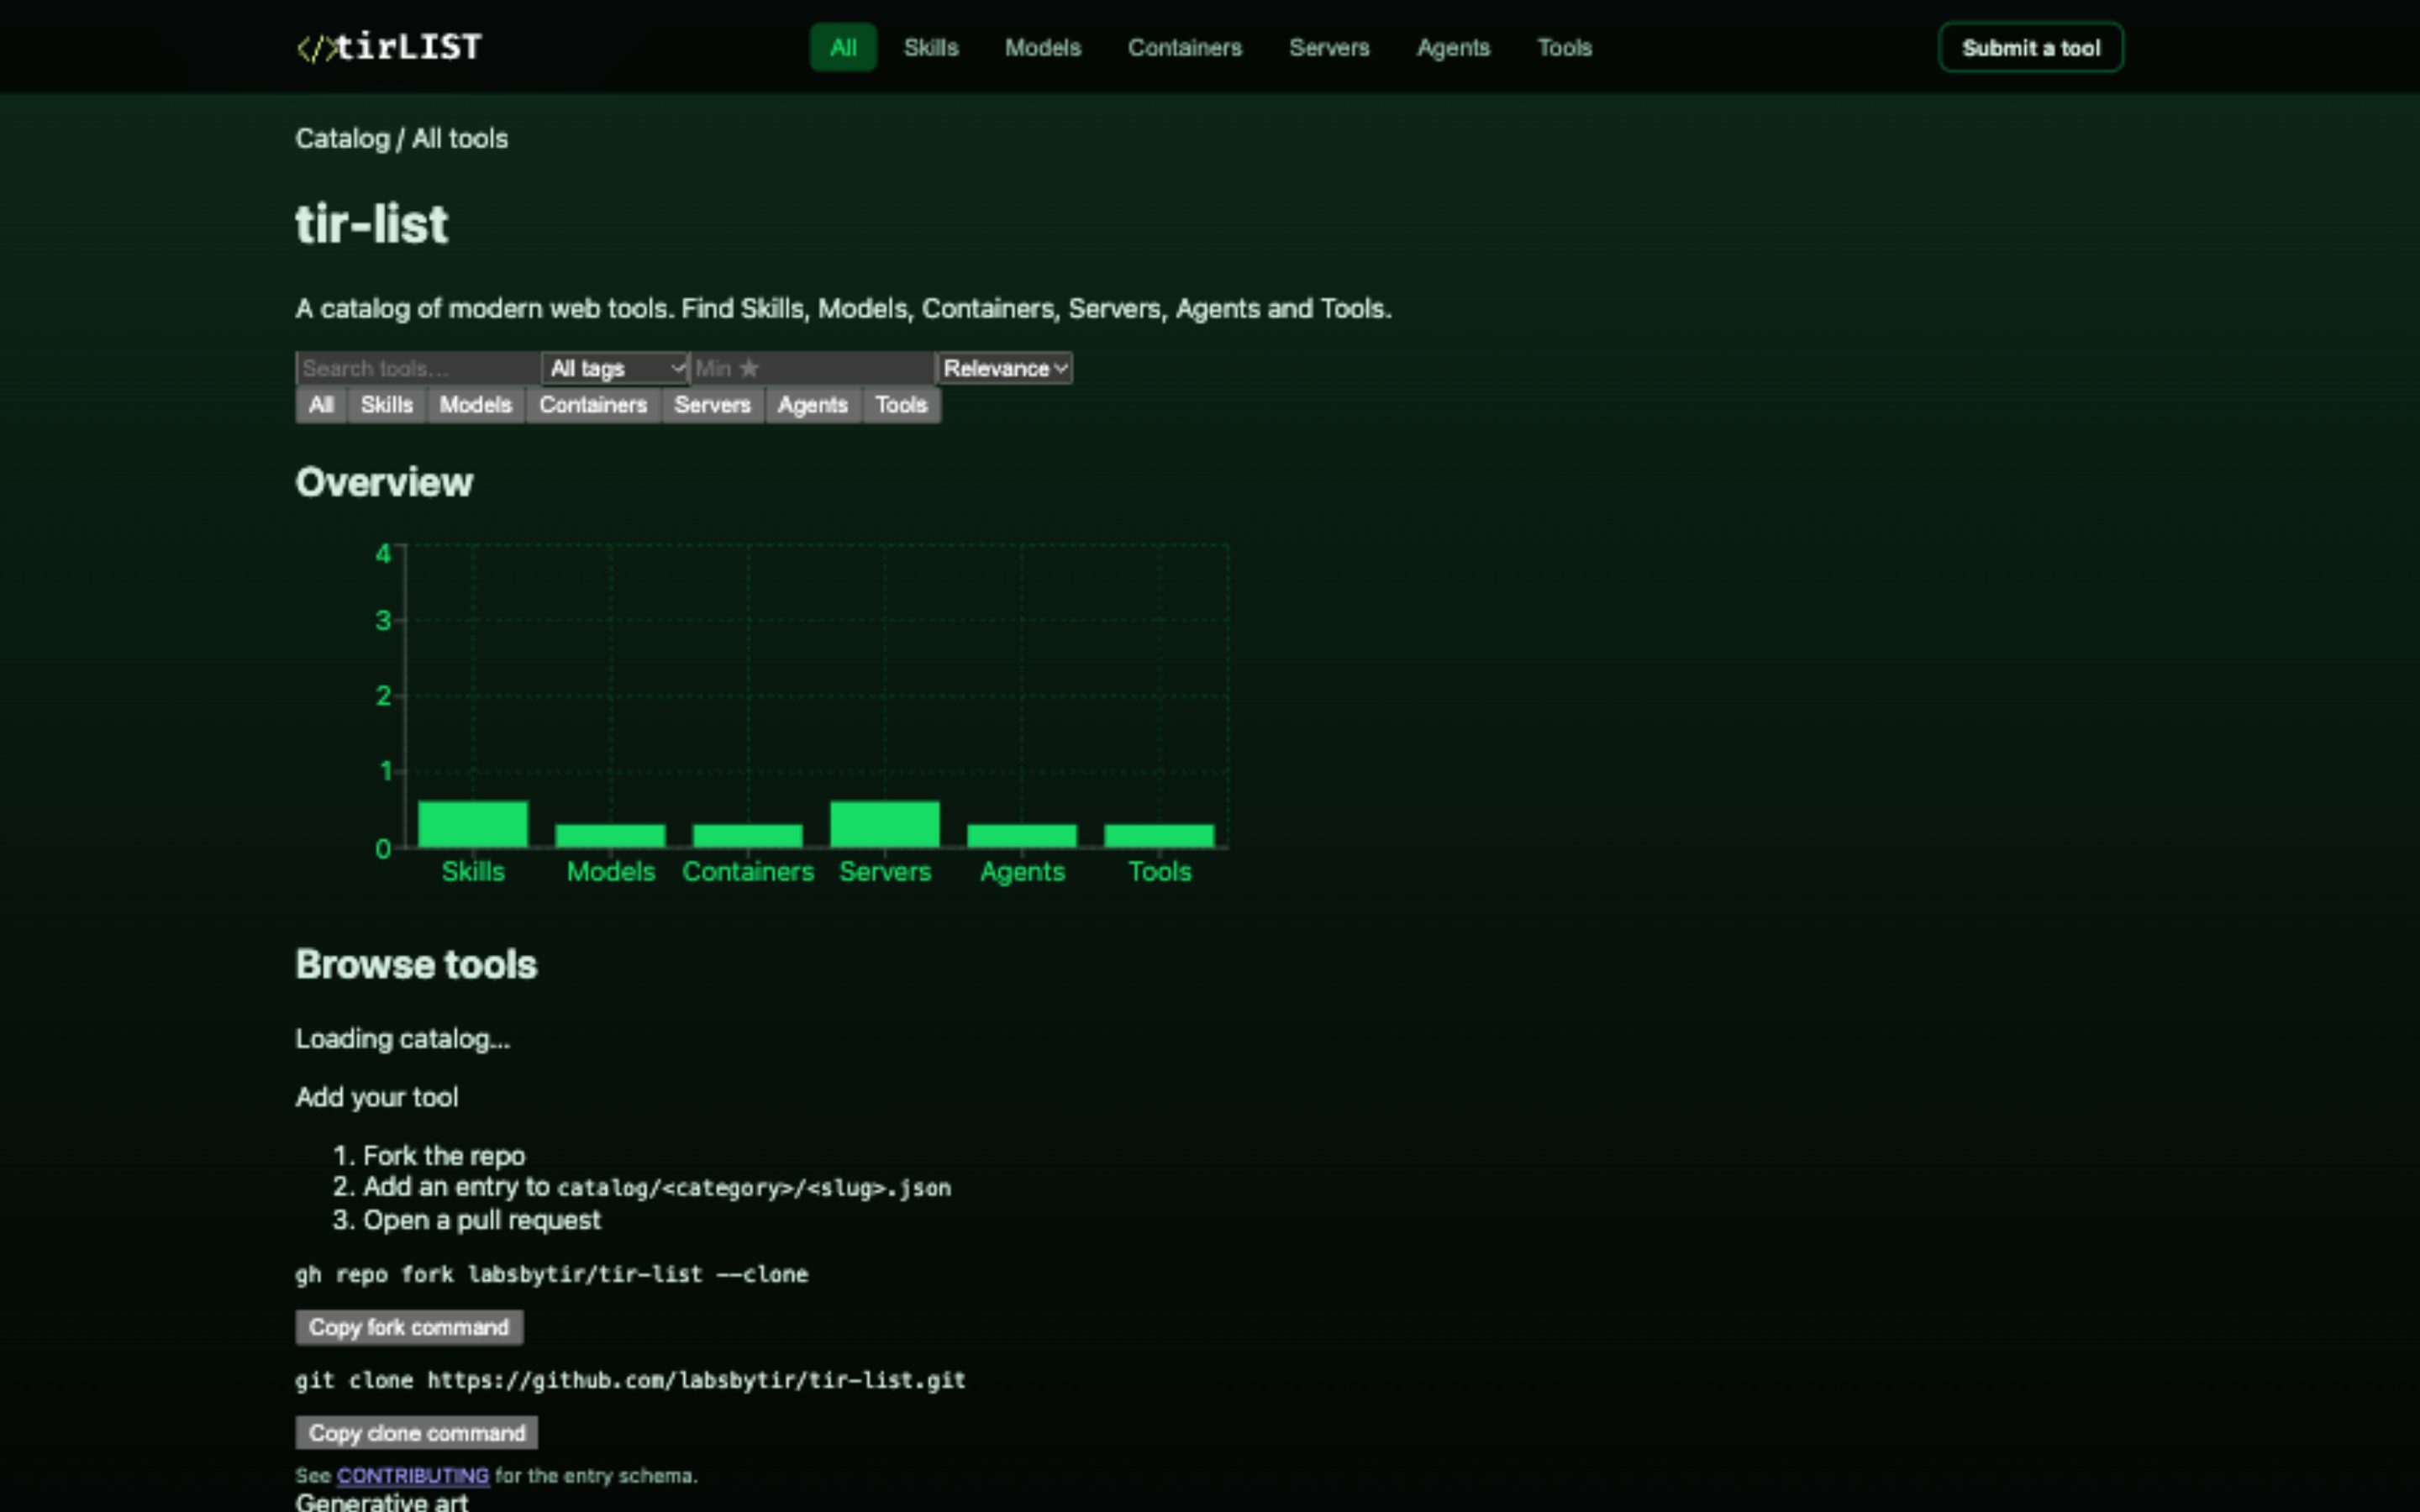 </>tirLIST
All Skills Models Containers Servers Agents Tools
Submit a tool
Catalog / All tools
tir-list
A catalog of modern web tools. Find Skills, Models, Containers, Servers, Agents and Tools.
Search tools... All tags Min ★ Relevance
All Skills Models Containers Servers Agents Tools
Overview
4
3
2
1
0
Skills Models Containers Servers Agents Tools
Browse tools
Loading catalog...
Add your tool
1. Fork the repo
2. Add an entry to catalog/<category>/<slug>.json
3. Open a pull request
gh repo fork labsbytir/tir-list --clone
Copy fork command
git clone https://github.com/labsbytir/tir-list.git
Copy clone command
See CONTRIBUTING for the entry schema.
Generative art